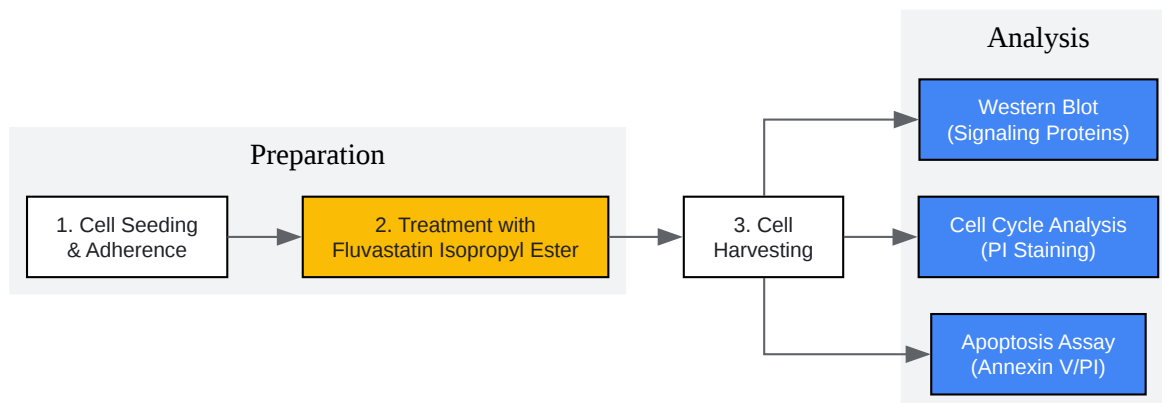 Preparation
1. Cell Seeding
& Adherence
2. Treatment with
Fluvastatin Isopropyl Ester
3. Cell
Harvesting
Analysis
Western Blot
(Signaling Proteins)
Cell Cycle Analysis
(PI Staining)
Apoptosis Assay
(Annexin V/PI)